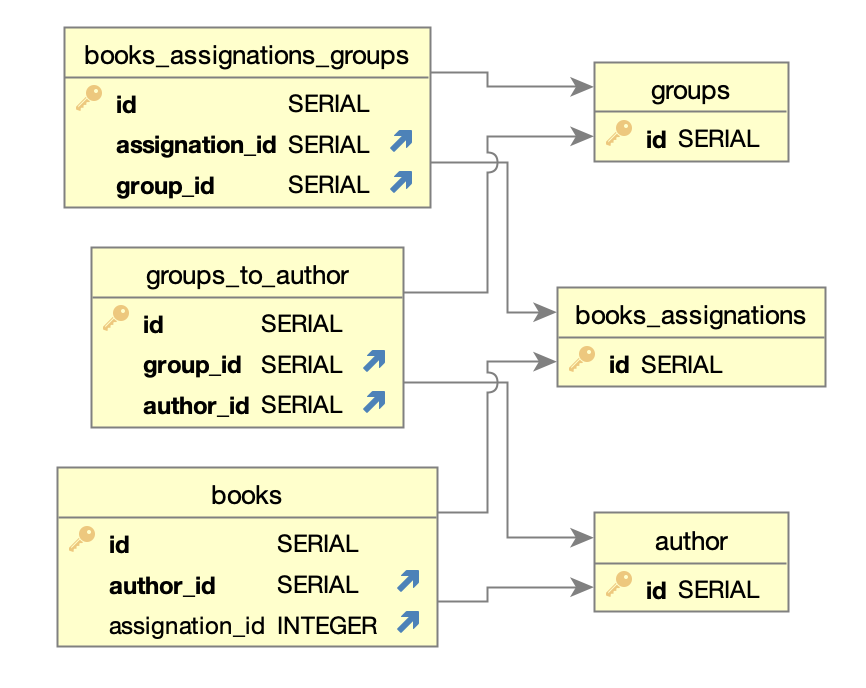 books_assignations_groups
id SERIAL
assignation_id SERIAL
group_id SERIAL
groups
id SERIAL
groups_to_author
id SERIAL
group_id SERIAL
author_id SERIAL
books_assignations
id SERIAL
books
id SERIAL
author_id SERIAL
assignation_id INTEGER
author
id SERIAL